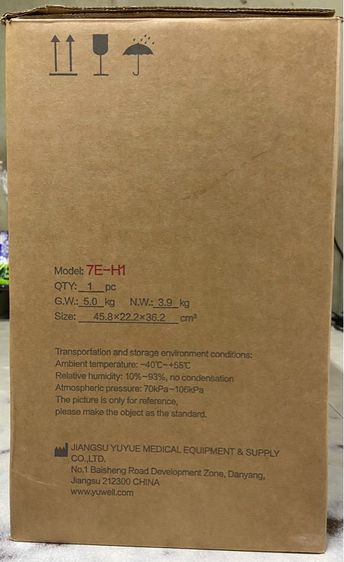 Model: 7E-H1
QTY: 1 pc
G.W.: 5.0 kg N.W.: 3.9 kg
Size: 45.8×22.2×36.2 cm³
Transportation and storage environment conditions:
Ambient temperature: -40℃~+55℃
Relative humidity: 10%~93%, no condensation
Atmospheric pressure: 70kPa~106kPa
The picture is only for reference,
please make the object as the standard.
JIANGSU YUYUE MEDICAL EQUIPMENT & SUPPLY
CO.,LTD.
No.1 Baisheng Road Development Zone, Danyang,
Jiangsu 212300 CHINA
www.yuwell.com